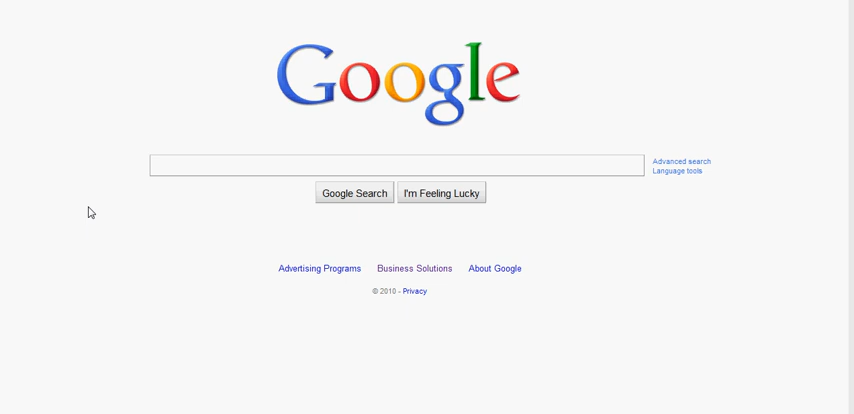 Google
Advanced search
Language tools
Google Search I'm Feeling Lucky
Advertising Programs Business Solutions About Google
© 2010 - Privacy